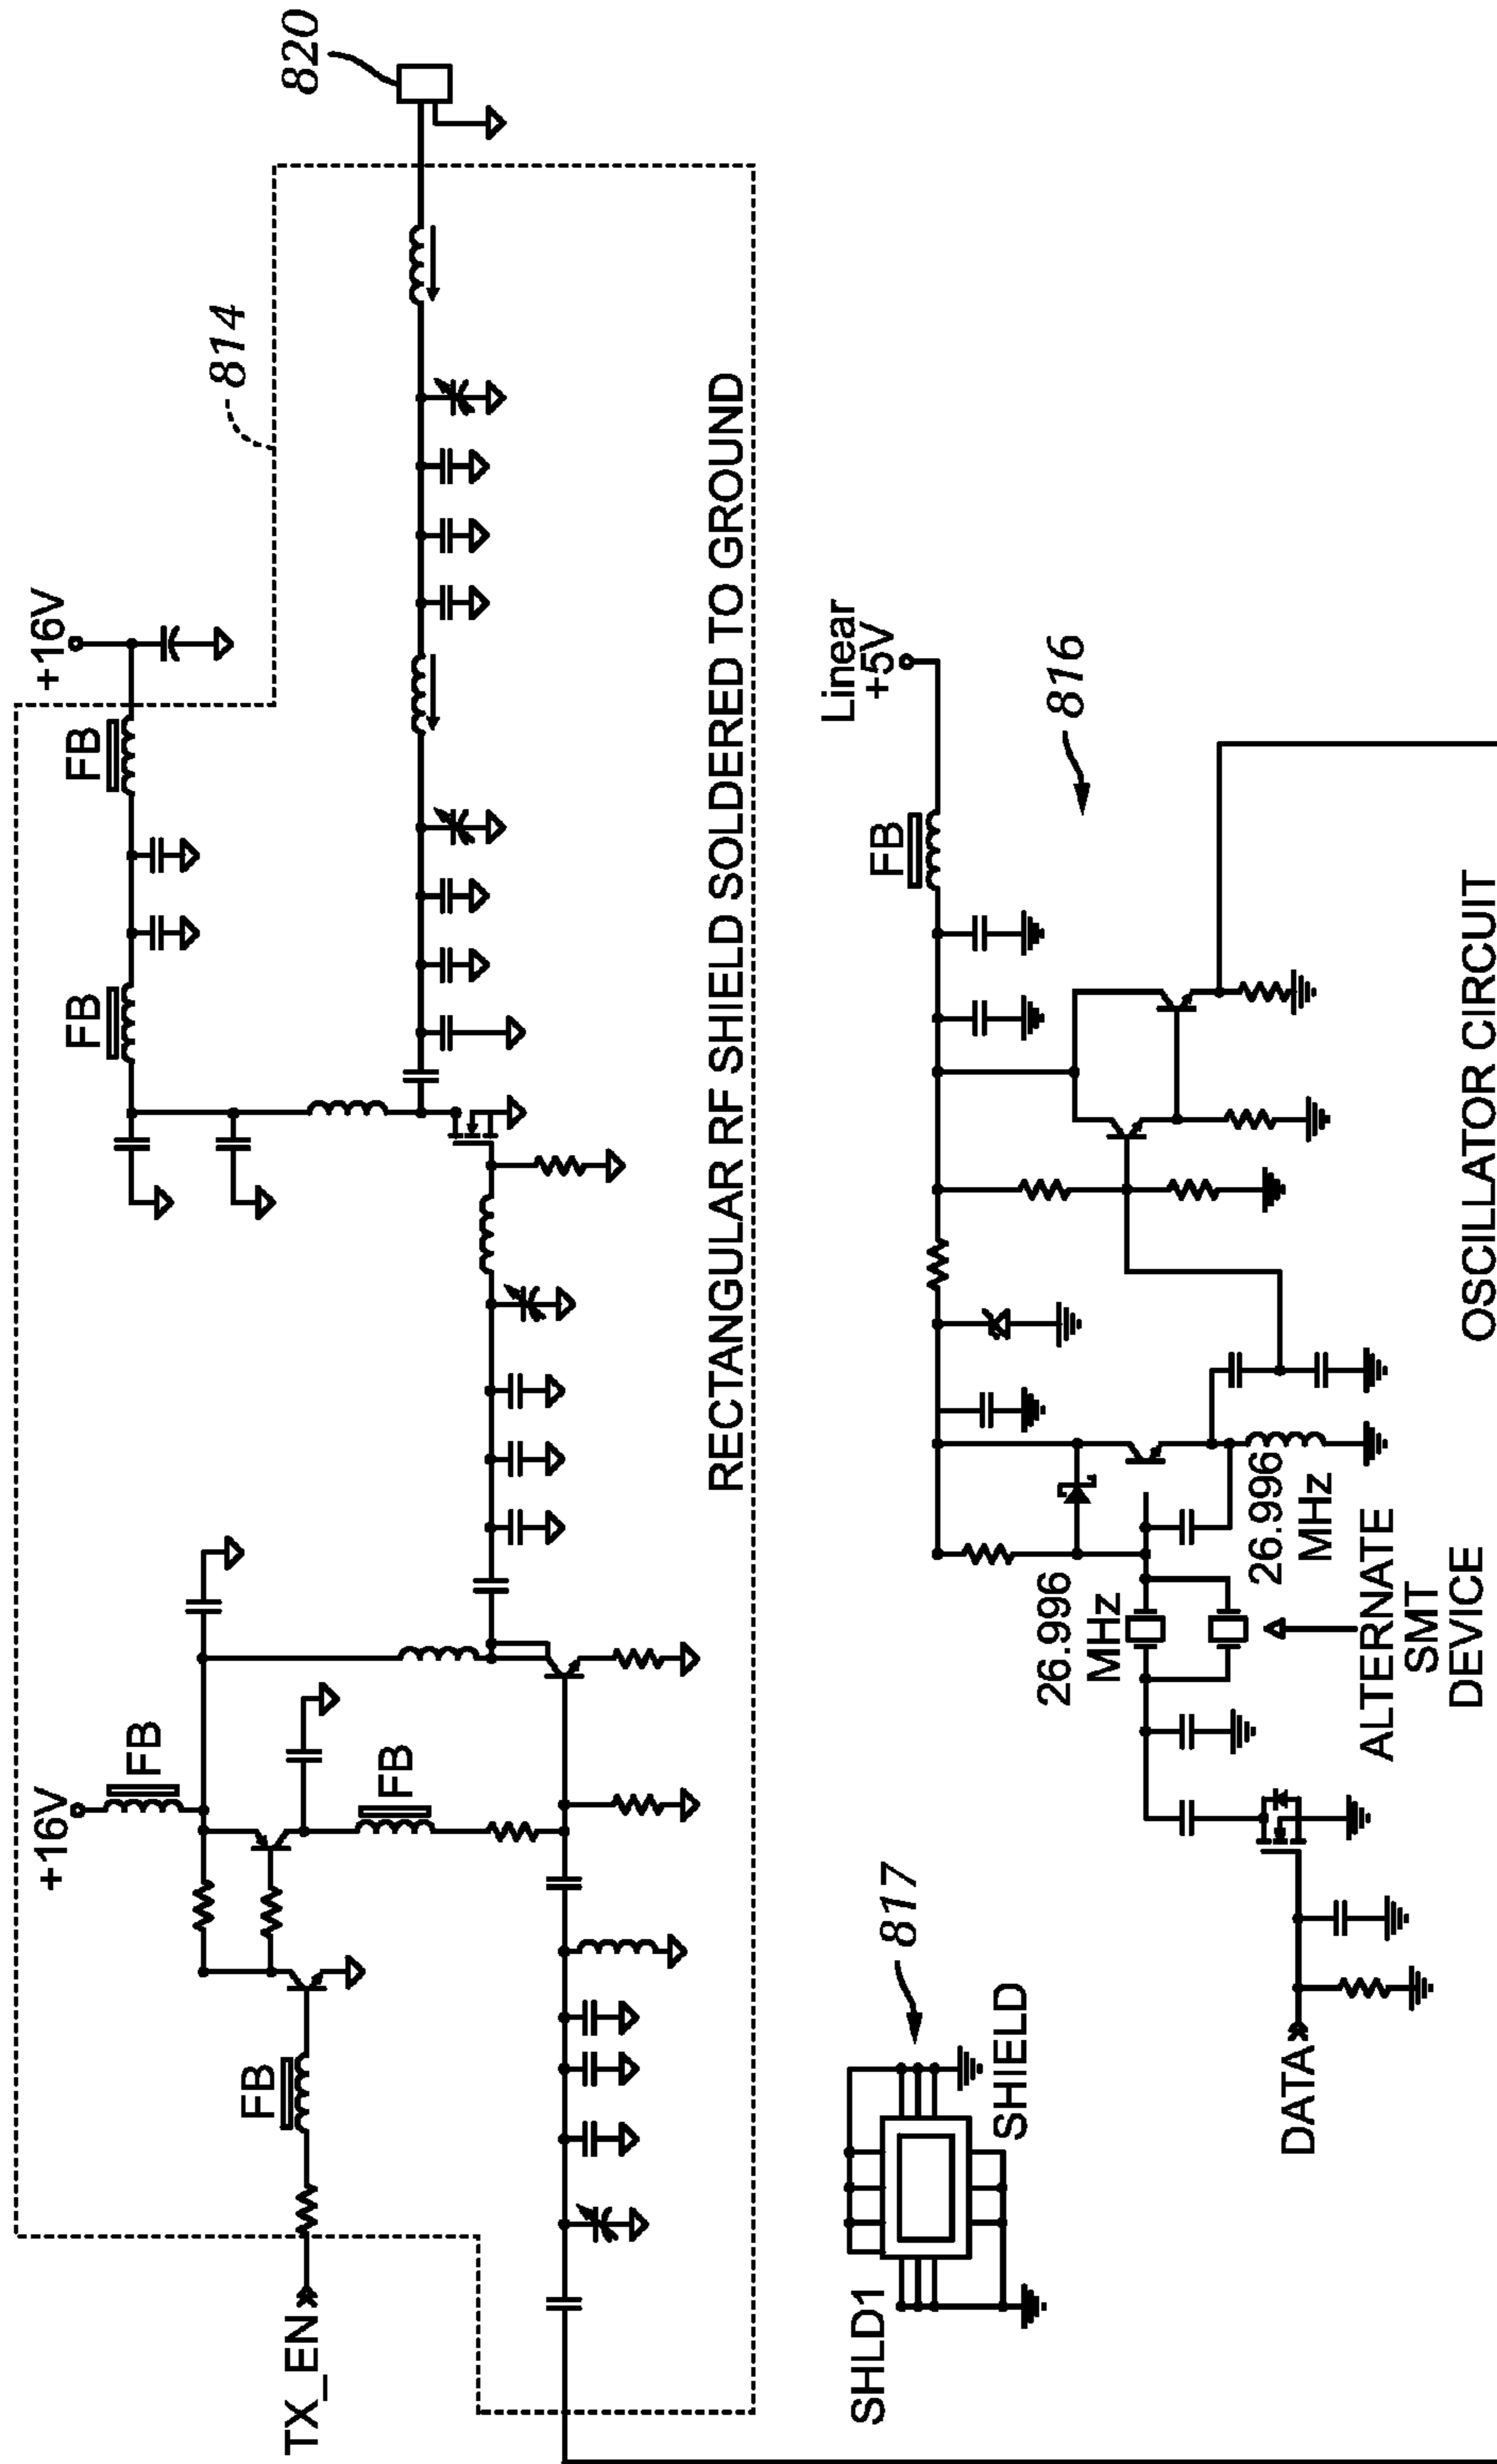 +16V
FB
TX_EN
FB
FB
FB
FB
+16V
814
820
RECTANGULAR RF SHIELD SOLDERED TO GROUND
SHLD1
SHIELD
817
DATA
26.996
MHz
26.996
MHz
ALTERNATE
SMT
DEVICE
FB
Linear
+5V
816
OSCILLATOR CIRCUIT